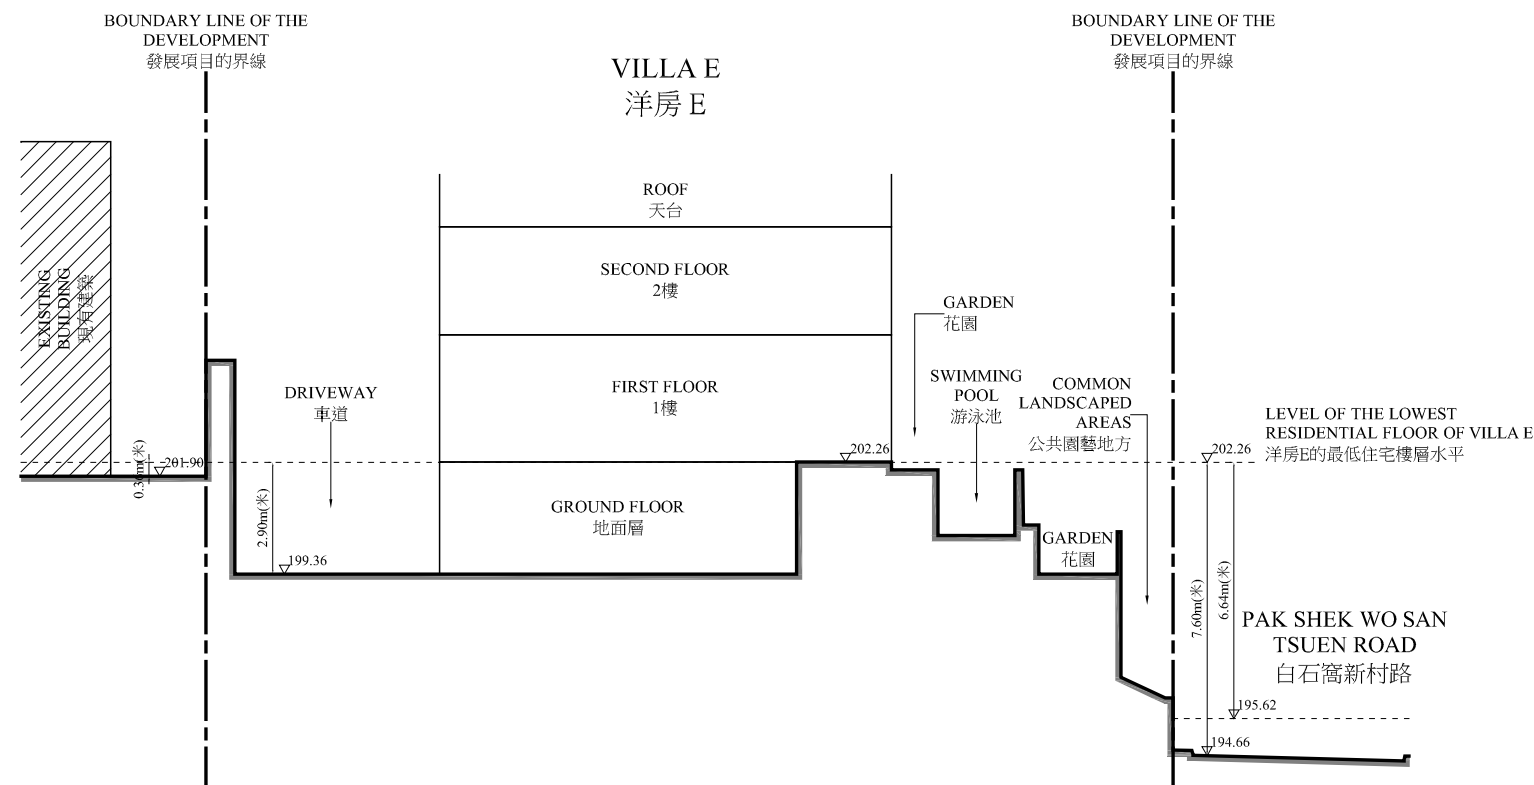 BOUNDARY LINE OF THE
DEVELOPMENT
發展項目的界線
BOUNDARY LINE OF THE
DEVELOPMENT
發展項目的界線
VILLA E
洋房 E
ROOF
天台
SECOND FLOOR
2樓
FIRST FLOOR
1樓
GROUND FLOOR
地面層
EXISTING
BUILDING
現有建築
DRIVEWAY
車道
GARDEN
花園
SWIMMING
POOL
游泳池
COMMON
LANDSCAPED
AREAS
公共園藝地方
GARDEN
花園
LEVEL OF THE LOWEST
RESIDENTIAL FLOOR OF VILLA E
洋房E的最低住宅樓層水平
201.90
0.36m(米)
2.90m(米)
199.36
202.26
202.26
7.60m(米)
6.64m(米)
PAK SHEK WO SAN
TSUEN ROAD
白石窩新村路
195.62
194.66